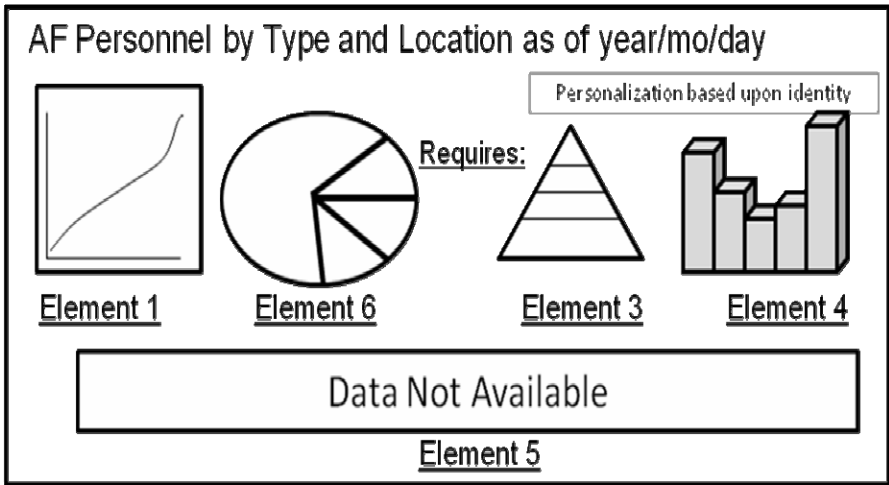 AF Personnel by Type and Location as of year/mo/day
Personalization based upon identity
Requires:
Element 1
Element 6
Element 3
Element 4
Data Not Available
Element 5